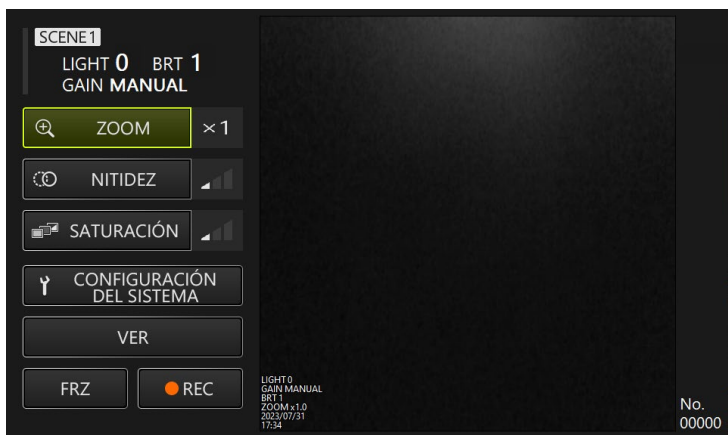 SCENE1
LIGHT 0 BRT 1
GAIN MANUAL
ZOOM ×1
NITIDEZ
SATURACIÓN
CONFIGURACIÓN
DEL SISTEMA
VER
FRZ REC
LIGHT 0
GAIN MANUAL
BRT 1
ZOOM x1.0
2023/07/31
17:34
No.
00000